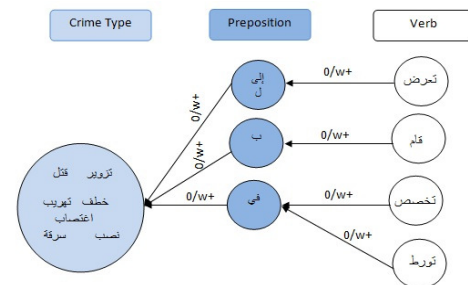 Crime Type
Preposition
Verb
إلى
ل
0/w+
تعرض
0/w+
ب
0/w+
قام
0/w+
تزوير قتل
خطف تهريب
اغتصاب
نصب سرقة
0/w+
في
0/w+
تخصص
0/w+
تورط